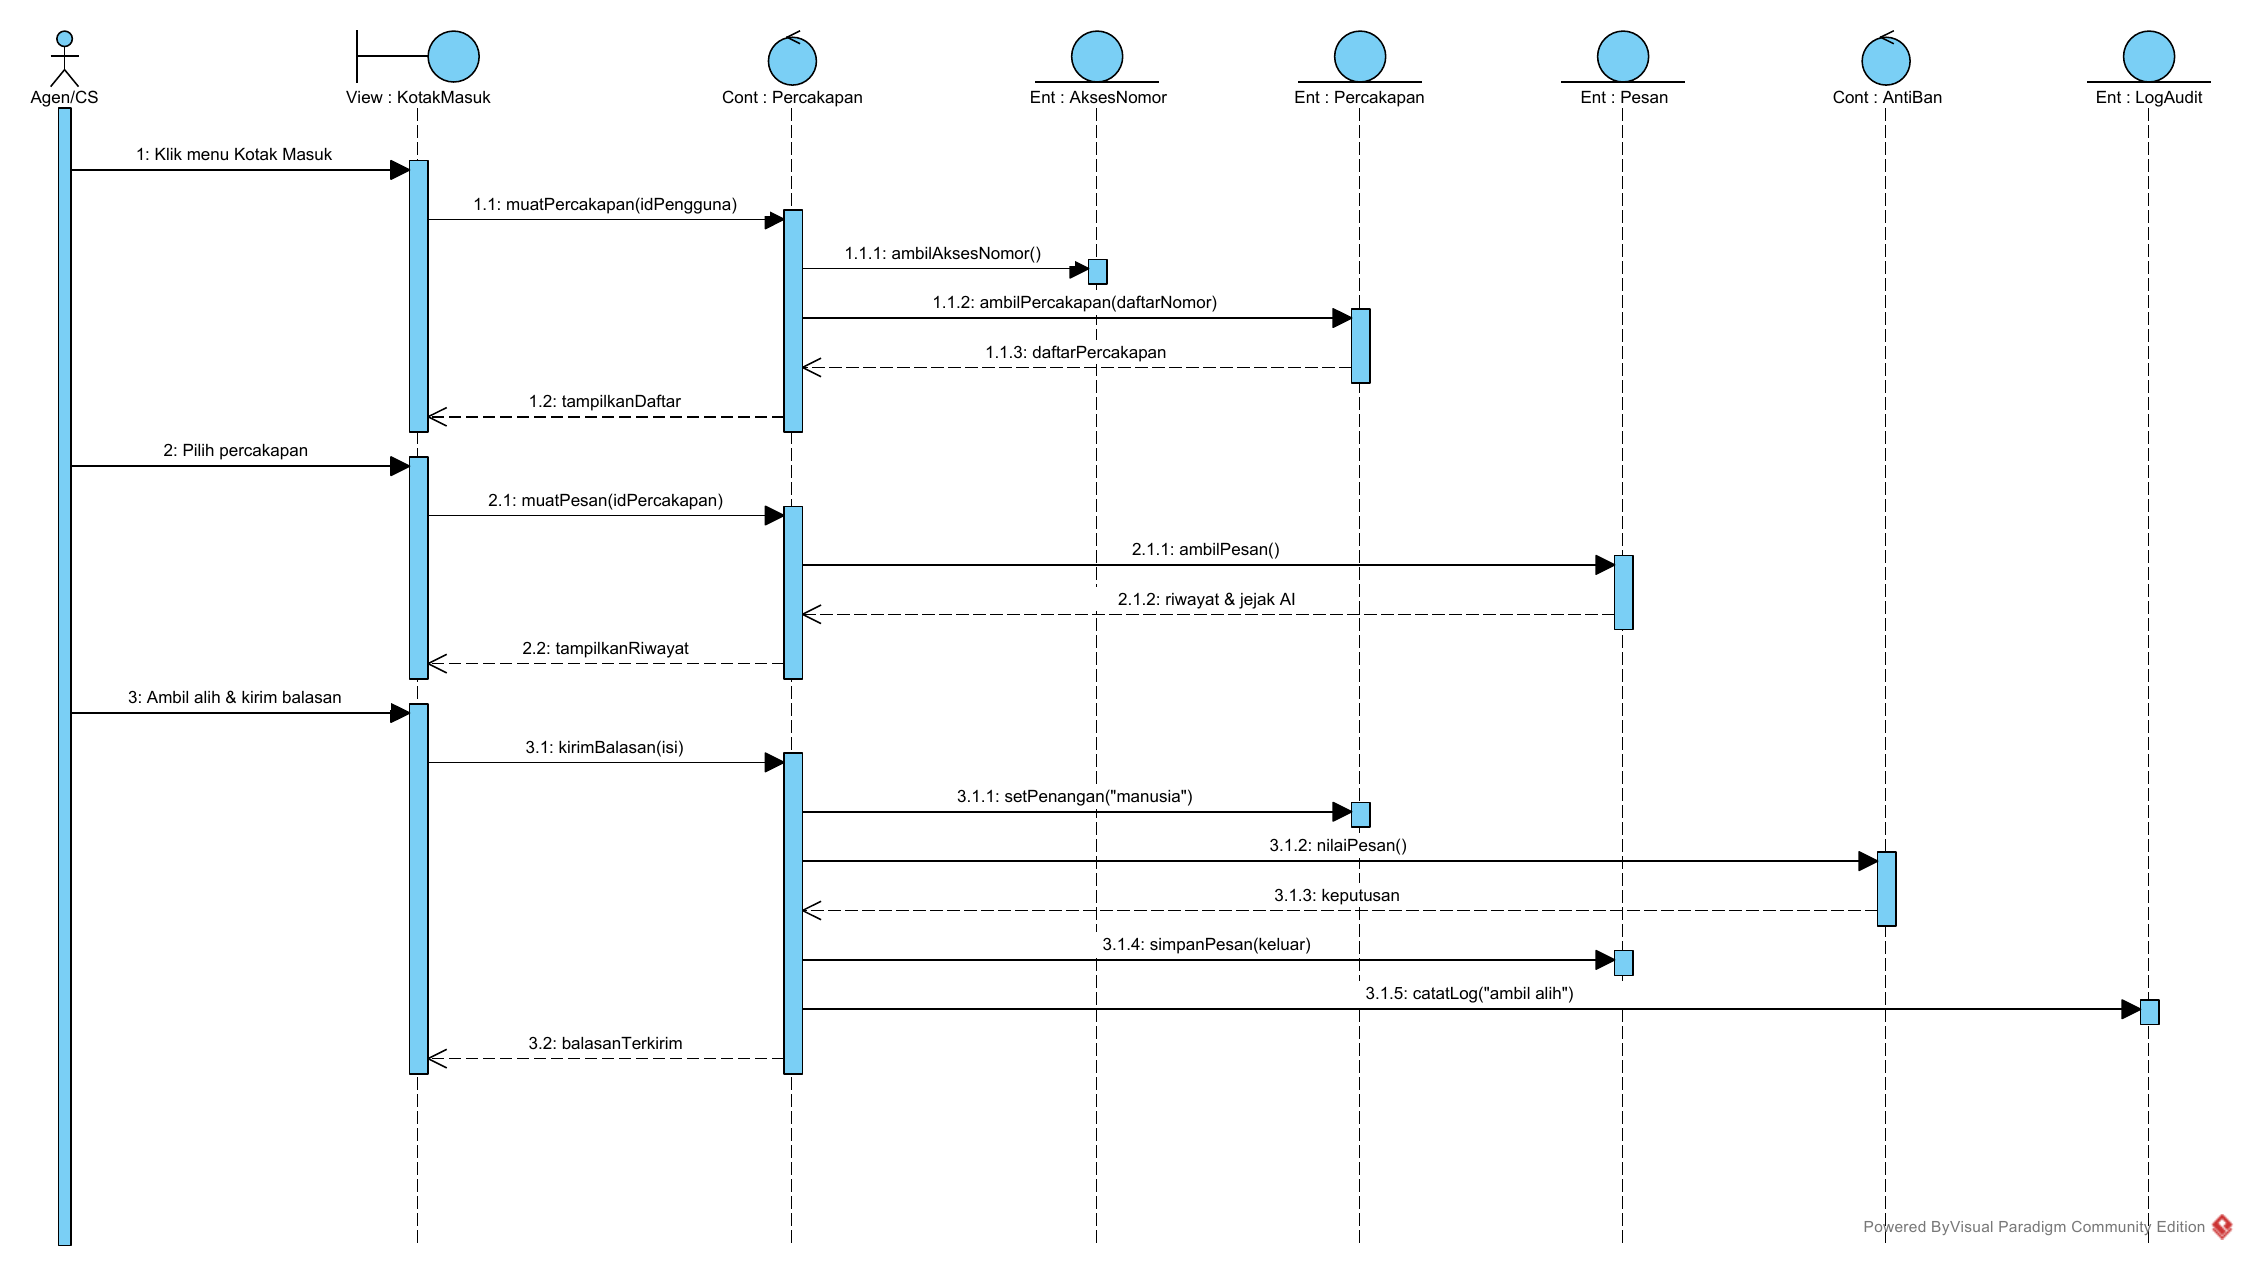 Agen/CS
View : KotakMasuk
Cont : Percakapan
Ent : AksesNomor
Ent : Percakapan
Ent : Pesan
Cont : AntiBan
Ent : LogAudit
1: Klik menu Kotak Masuk
1.1: muatPercakapan(idPengguna)
1.1.1: ambilAksesNomor()
1.1.2: ambilPercakapan(daftarNomor)
1.1.3: daftarPercakapan
1.2: tampilkanDaftar
2: Pilih percakapan
2.1: muatPesan(idPercakapan)
2.1.1: ambilPesan()
2.1.2: riwayat & jejak AI
2.2: tampilkanRiwayat
3: Ambil alih & kirim balasan
3.1: kirimBalasan(isi)
3.1.1: setPenangan("manusia")
3.1.2: nilaiPesan()
3.1.3: keputusan
3.1.4: simpanPesan(keluar)
3.1.5: catatLog("ambil alih")
3.2: balasanTerkirim
Powered ByVisual Paradigm Community Edition